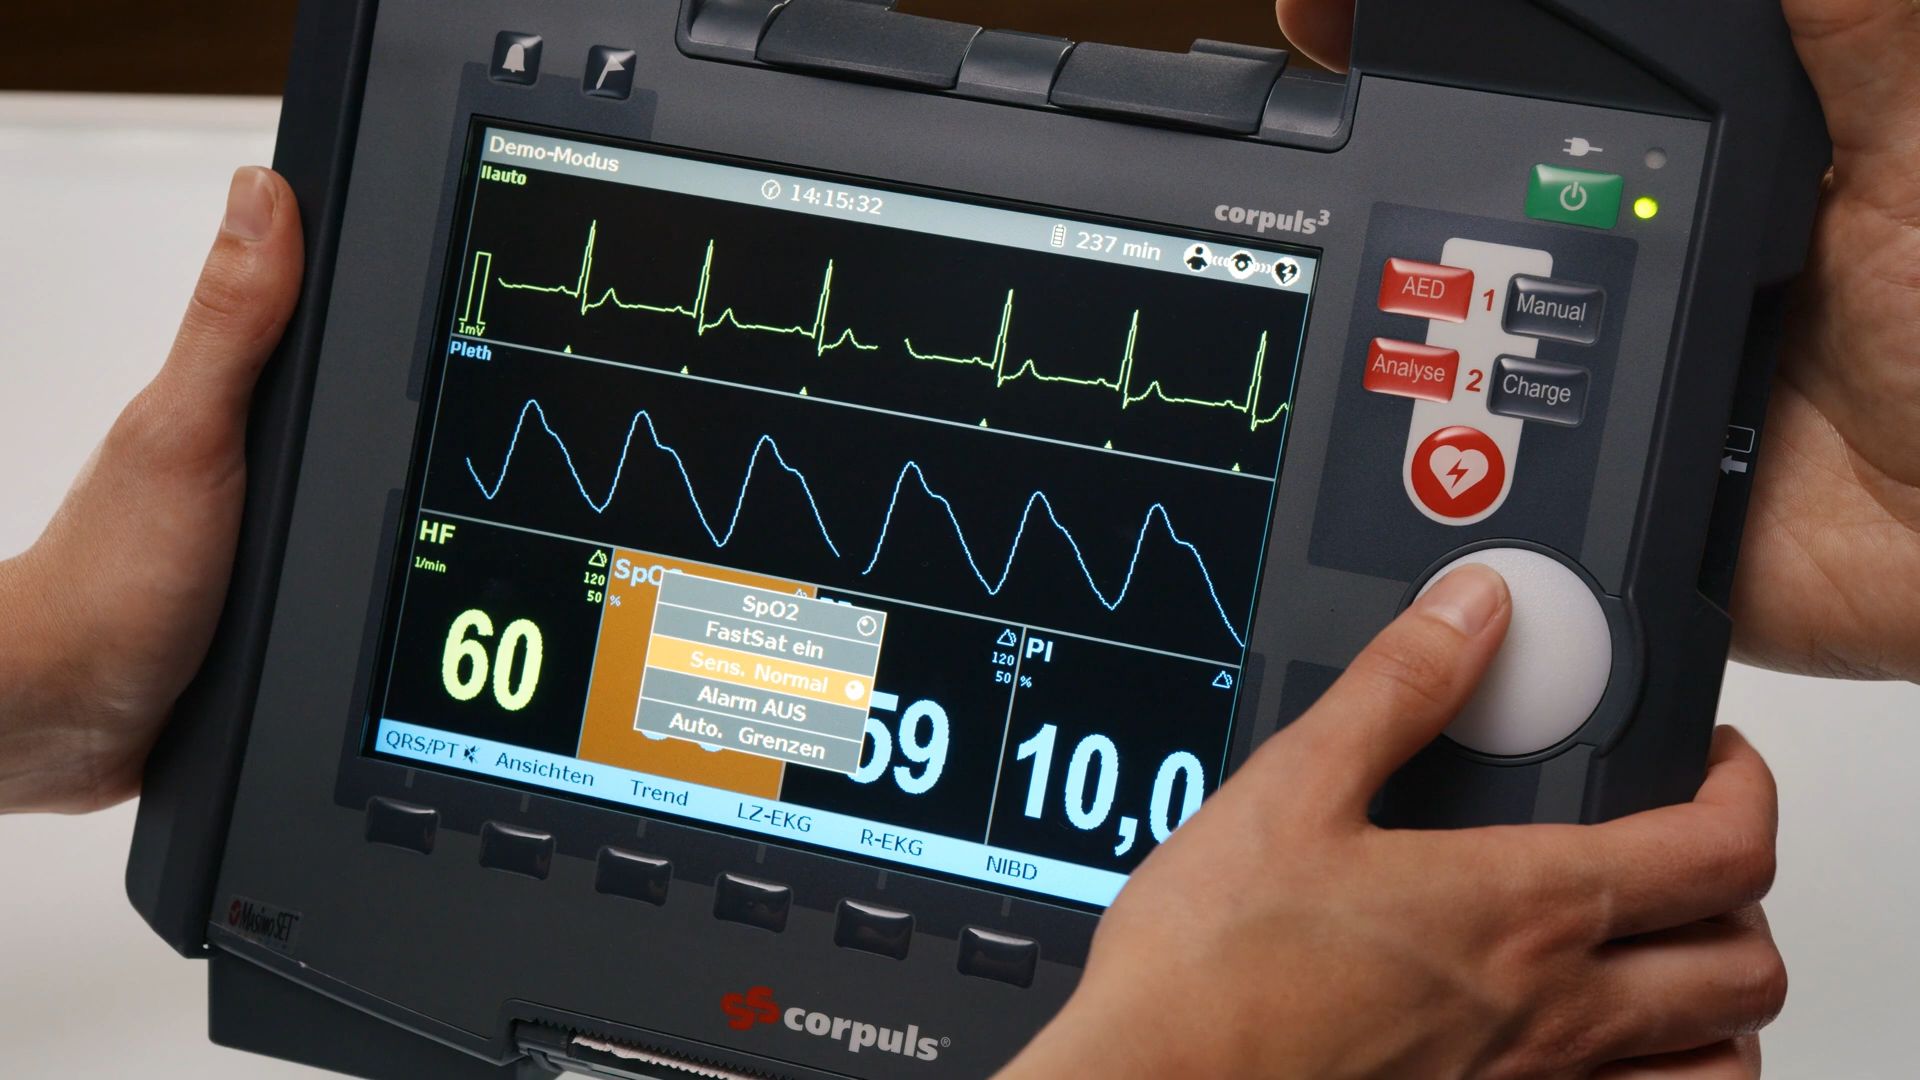 Demo-Modus
14:15:32
237 min
corpuls³
IIauto
1mV
Pleth
AED 1 Manual
Analyse 2 Charge
HF
1/min
120
50
60
SpO
%
SpO2
FastSat ein
Sens. Normal
Alarm AUS
Auto. Grenzen
120
50
59
PI
%
10,0
QRS/PT Ansichten Trend LZ-EKG R-EKG NIBD
Masimo SET
corpuls®